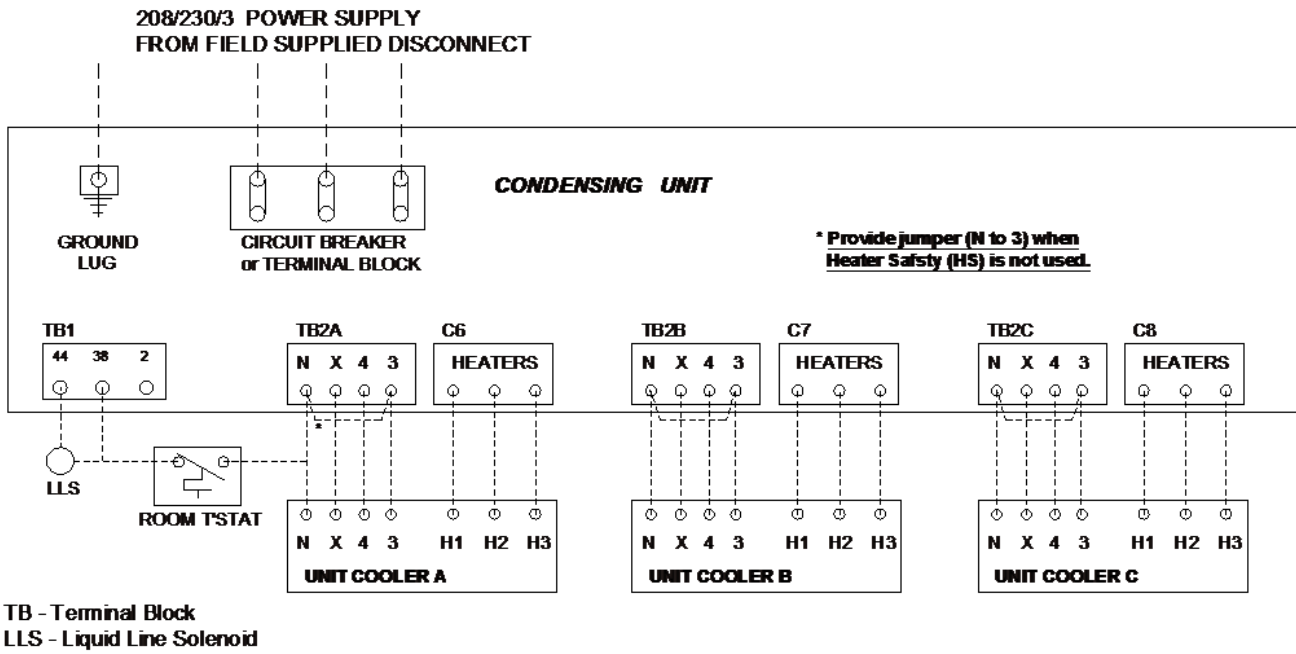 208/230/3 POWER SUPPLY
FROM FIELD SUPPLIED DISCONNECT
CONDENSING UNIT
GROUND
LUG
CIRCUIT BREAKER
or TERMINAL BLOCK
* Provide jumper (N to 3) when
Heater Safsty (HS) is not used.
TB1
44 38 2
TB2A
N X 4 3
C6
HEATERS
TB2B
N X 4 3
C7
HEATERS
TB2C
N X 4 3
C8
HEATERS
*
LLS
ROOM T'STAT
N X 4 3 H1 H2 H3
UNIT COOLER A
N X 4 3 H1 H2 H3
UNIT COOLER B
N X 4 3 H1 H2 H3
UNIT COOLER C
TB - Terminal Block
LLS - Liquid Line Solenoid